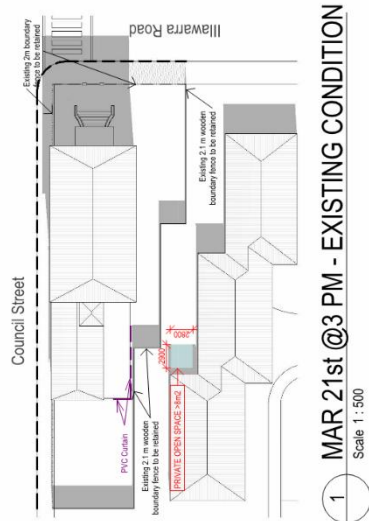 Council Street
Illawarra Road
Existing 2m boundary
fence to be retained
Existing 2.1 m wooden
boundary fence to be retained
PVC Curtain
Existing 2.1 m wooden
boundary fence to be retained
2900
2800
PRIVATE OPEN SPACE >8m2
1
MAR 21st @3 PM - EXISTING CONDITION
Scale 1 : 500